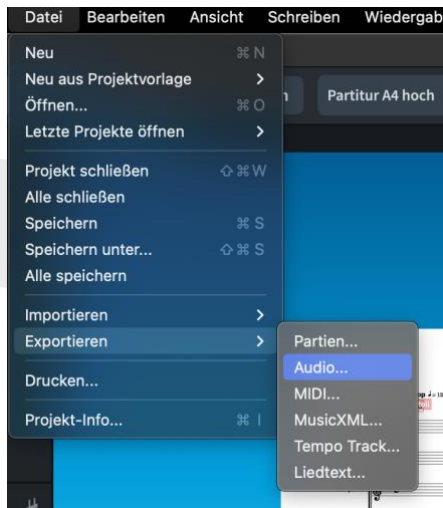 Datei Bearbeiten Ansicht Schreiben Wiedergab
Neu ⌘ N
Neu aus Projektvorlage >
Öffnen... ⌘ O
Letzte Projekte öffnen >
Partitur A4 hoch
Projekt schließen ⇧ ⌘ W
Alle schließen
Speichern ⌘ S
Speichern unter... ⇧ ⌘ S
Alle speichern
Importieren >
Exportieren >
Drucken...
Projekt-Info... ⌘ I
Partien...
Audio...
MIDI...
MusicXML...
Tempo Track...
Liedtext...